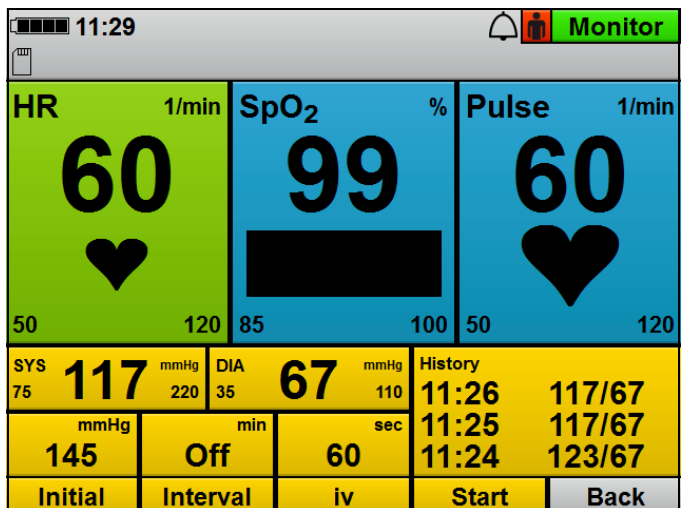 11:29 Monitor
HR 1/min SpO₂ % Pulse 1/min
60 99 60
50 120 85 100 50 120
SYS 117 mmHg DIA 67 mmHg History
75 220 35 110 11:26 117/67
mmHg min sec 11:25 117/67
145 Off 60 11:24 123/67
Initial Interval iv Start Back